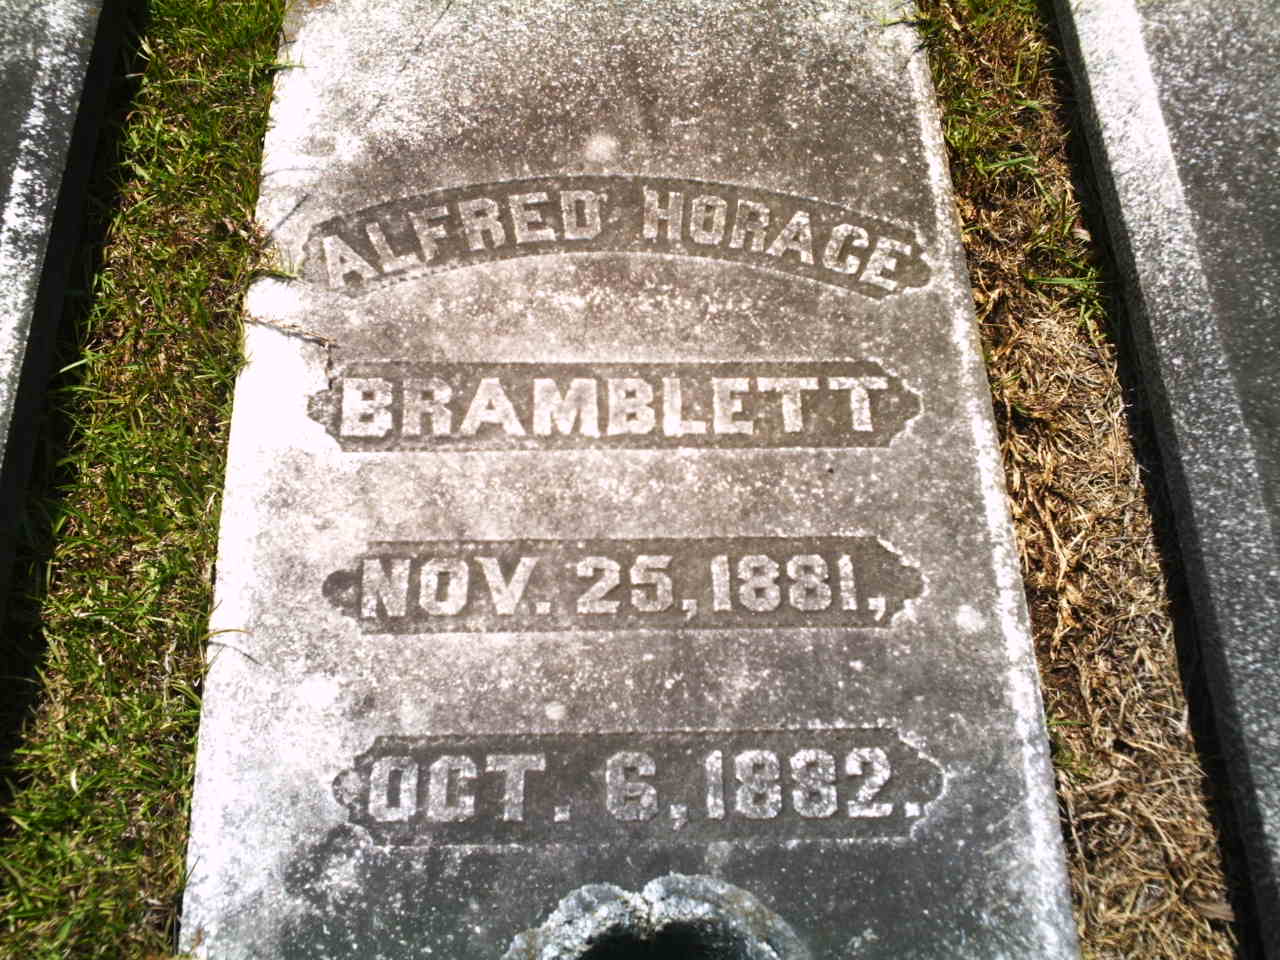 ALFRED HORACE
BRAMBLETT
NOV. 25, 1881,
OCT. 6, 1882.